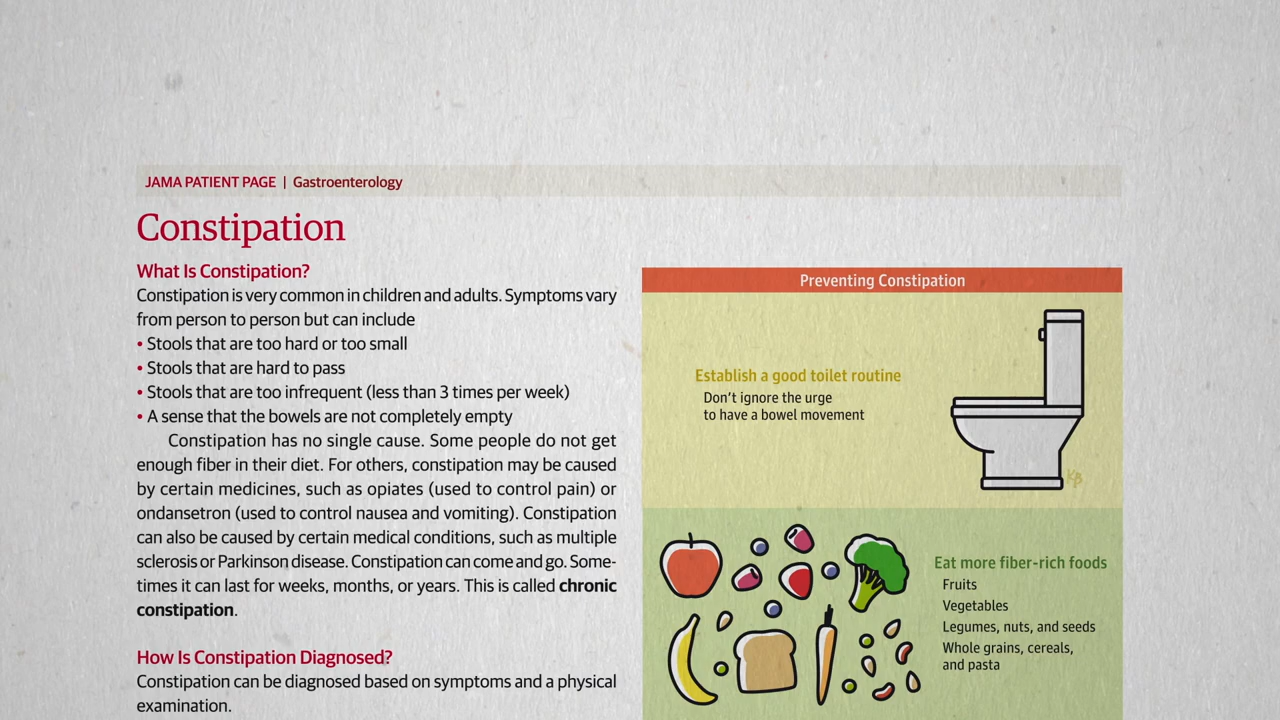 JAMA PATIENT PAGE | Gastroenterology
Constipation
What Is Constipation?
Constipation is very common in children and adults. Symptoms vary
from person to person but can include
• Stools that are too hard or too small
• Stools that are hard to pass
• Stools that are too infrequent (less than 3 times per week)
• A sense that the bowels are not completely empty
Constipation has no single cause. Some people do not get
enough fiber in their diet. For others, constipation may be caused
by certain medicines, such as opiates (used to control pain) or
ondansetron (used to control nausea and vomiting). Constipation
can also be caused by certain medical conditions, such as multiple
sclerosis or Parkinson disease. Constipation can come and go. Some-
times it can last for weeks, months, or years. This is called chronic
constipation.
How Is Constipation Diagnosed?
Constipation can be diagnosed based on symptoms and a physical
examination.
Preventing Constipation
Establish a good toilet routine
Don't ignore the urge
to have a bowel movement
KB
Eat more fiber-rich foods
Fruits
Vegetables
Legumes, nuts, and seeds
Whole grains, cereals,
and pasta